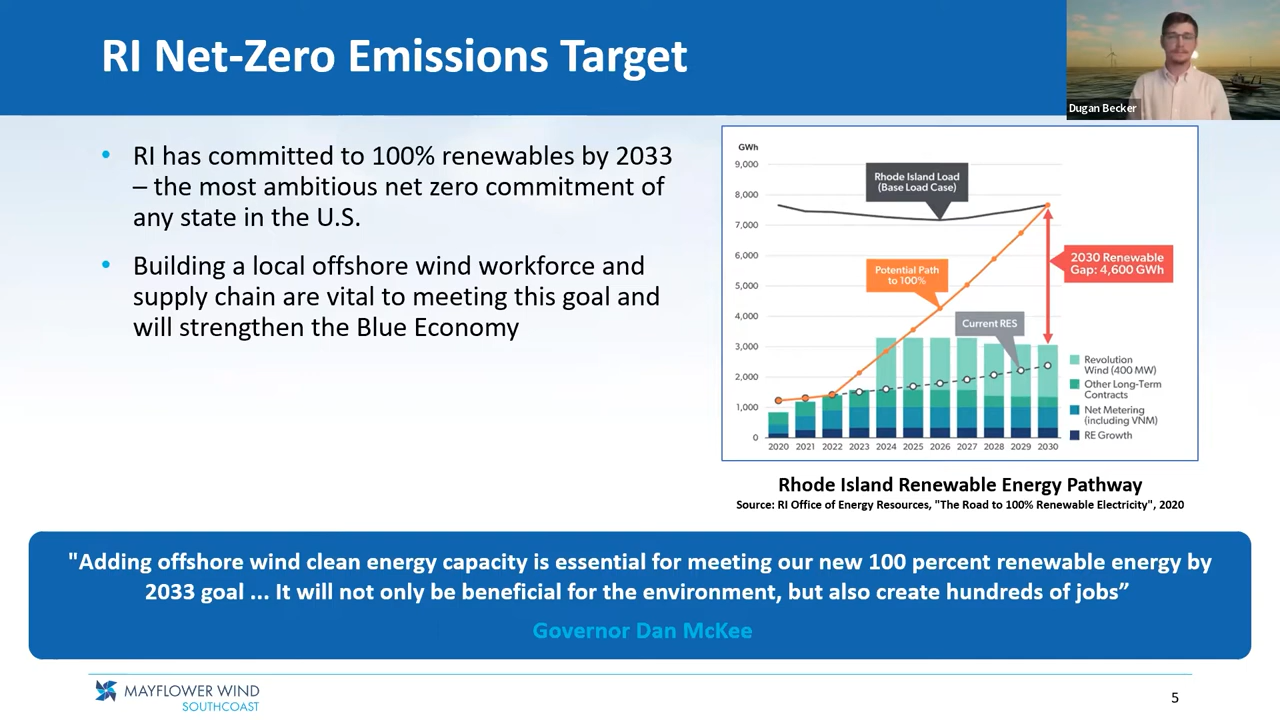 RI Net-Zero Emissions Target
Dugan Becker
• RI has committed to 100% renewables by 2033
– the most ambitious net zero commitment of
any state in the U.S.
• Building a local offshore wind workforce and
supply chain are vital to meeting this goal and
will strengthen the Blue Economy
GWh
9,000
8,000
7,000
6,000
5,000
4,000
3,000
2,000
1,000
0
2020 2021 2022 2023 2024 2025 2026 2027 2028 2029 2030
Rhode Island Load
(Base Load Case)
Potential Path
to 100%
Current RES
2030 Renewable
Gap: 4,600 GWh
Revolution
Wind (400 MW)
Other Long-Term
Contracts
Net Metering
(including VNM)
RE Growth
Rhode Island Renewable Energy Pathway
Source: RI Office of Energy Resources, "The Road to 100% Renewable Electricity", 2020
"Adding offshore wind clean energy capacity is essential for meeting our new 100 percent renewable energy by
2033 goal ... It will not only be beneficial for the environment, but also create hundreds of jobs”
Governor Dan McKee
MAYFLOWER WIND
SOUTHCOAST
5